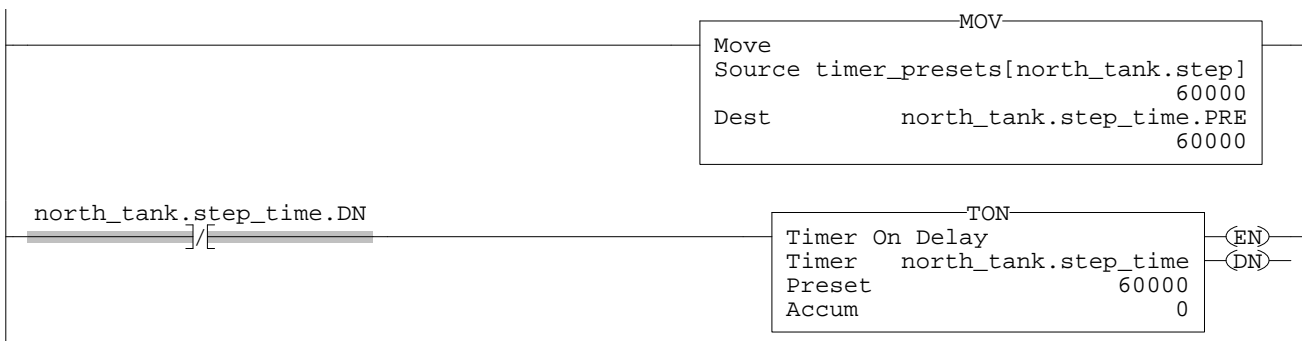 MOV
Move
Source timer_presets[north_tank.step]
60000
Dest north_tank.step_time.PRE
60000
north_tank.step_time.DN
TON
Timer On Delay
Timer north_tank.step_time
Preset 60000
Accum 0
EN
DN